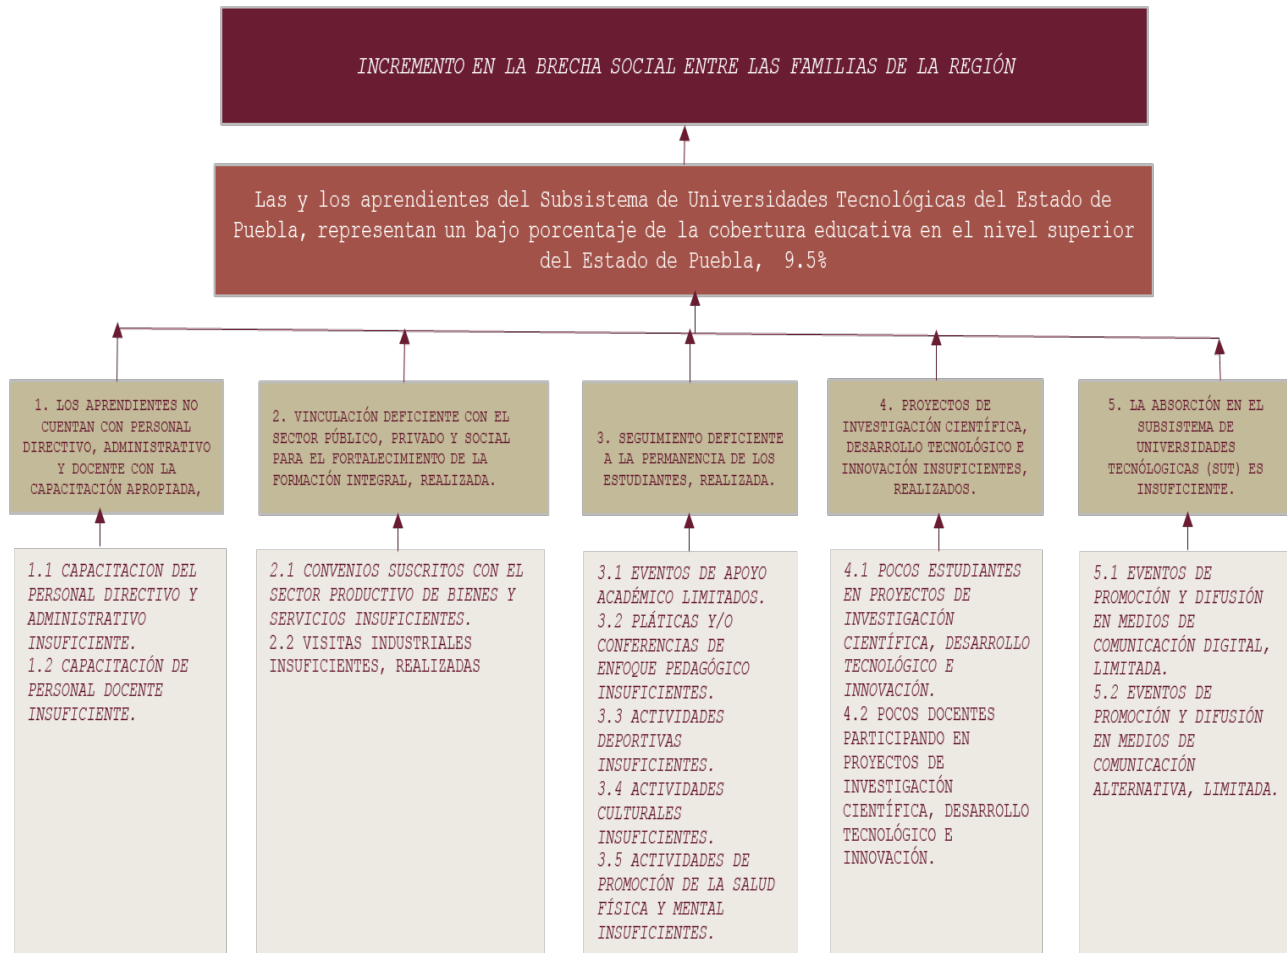 INCREMENTO EN LA BRECHA SOCIAL ENTRE LAS FAMILIAS DE LA REGIÓN
Las y los aprendientes del Subsistema de Universidades Tecnológicas del Estado de
Puebla, representan un bajo porcentaje de la cobertura educativa en el nivel superior
del Estado de Puebla, 9.5%
1. LOS APRENDIENTES NO
CUENTAN CON PERSONAL
DIRECTIVO, ADMINISTRATIVO
Y DOCENTE CON LA
CAPACITACIÓN APROPIADA,
2. VINCULACIÓN DEFICIENTE CON EL
SECTOR PÚBLICO, PRIVADO Y SOCIAL
PARA EL FORTALECIMIENTO DE LA
FORMACIÓN INTEGRAL, REALIZADA.
3. SEGUIMIENTO DEFICIENTE
A LA PERMANENCIA DE LOS
ESTUDIANTES, REALIZADA.
4. PROYECTOS DE
INVESTIGACIÓN CIENTÍFICA,
DESARROLLO TECNOLÓGICO E
INNOVACIÓN INSUFICIENTES,
REALIZADOS.
5. LA ABSORCIÓN EN EL
SUBSISTEMA DE
UNIVERSIDADES
TECNÓLOGICAS (SUT) ES
INSUFICIENTE.
1.1 CAPACITACION DEL
PERSONAL DIRECTIVO Y
ADMINISTRATIVO
INSUFICIENTE.
1.2 CAPACITACIÓN DE
PERSONAL DOCENTE
INSUFICIENTE.
2.1 CONVENIOS SUSCRITOS CON EL
SECTOR PRODUCTIVO DE BIENES Y
SERVICIOS INSUFICIENTES.
2.2 VISITAS INDUSTRIALES
INSUFICIENTES, REALIZADAS
3.1 EVENTOS DE APOYO
ACADÉMICO LIMITADOS.
3.2 PLÁTICAS Y/O
CONFERENCIAS DE
ENFOQUE PEDAGÓGICO
INSUFICIENTES.
3.3 ACTIVIDADES
DEPORTIVAS
INSUFICIENTES.
3.4 ACTIVIDADES
CULTURALES
INSUFICIENTES.
3.5 ACTIVIDADES DE
PROMOCIÓN DE LA SALUD
FÍSICA Y MENTAL
INSUFICIENTES.
4.1 POCOS ESTUDIANTES
EN PROYECTOS DE
INVESTIGACIÓN
CIENTÍFICA, DESARROLLO
TECNOLÓGICO E
INNOVACIÓN.
4.2 POCOS DOCENTES
PARTICIPANDO EN
PROYECTOS DE
INVESTIGACIÓN
CIENTÍFICA, DESARROLLO
TECNOLÓGICO E
INNOVACIÓN.
5.1 EVENTOS DE
PROMOCIÓN Y DIFUSIÓN
EN MEDIOS DE
COMUNICACIÓN DIGITAL,
LIMITADA.
5.2 EVENTOS DE
PROMOCIÓN Y DIFUSIÓN
EN MEDIOS DE
COMUNICACIÓN
ALTERNATIVA, LIMITADA.